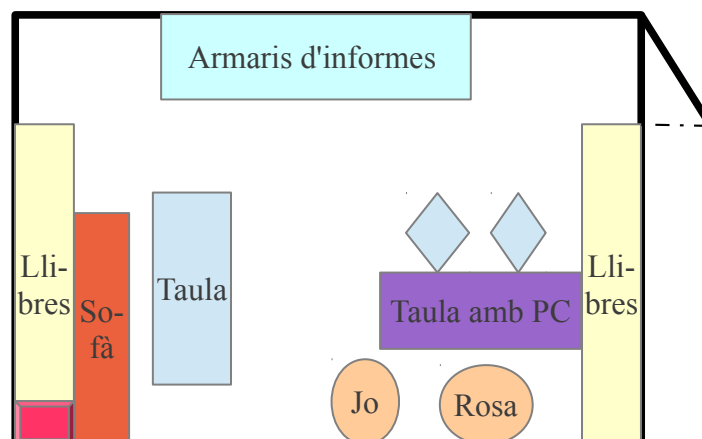 Armaris d'informes
Lli-
bres
So-
fà
Taula
Taula amb PC
Lli-
bres
Jo
Rosa